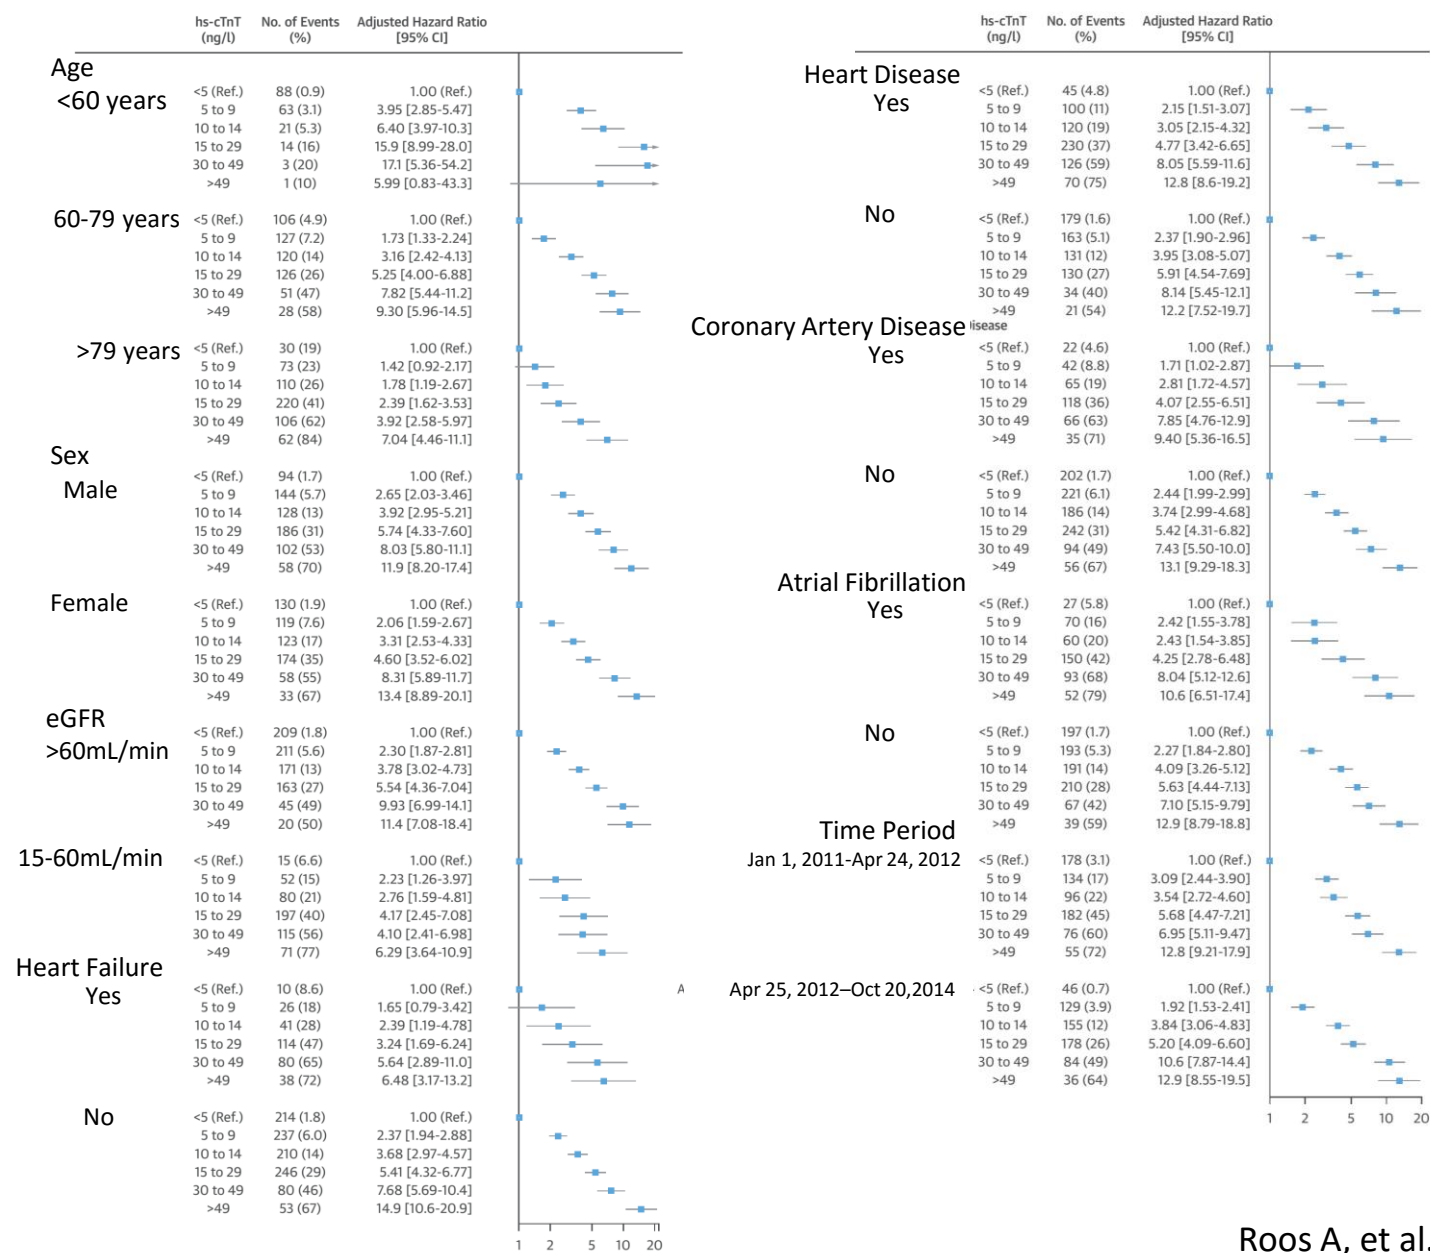 hs-cTnT No. of Events Adjusted Hazard Ratio
(ng/l) (%) [95% CI]
Age
<60 years
<5 (Ref.) 88 (0.9) 1.00 (Ref.)
5 to 9 63 (3.1) 3.95 [2.85-5.47]
10 to 14 21 (5.3) 6.40 [3.97-10.3]
15 to 29 14 (16) 15.9 [8.99-28.0]
30 to 49 3 (20) 17.1 [5.36-54.2]
>49 1 (10) 5.99 [0.83-43.3]
60-79 years
<5 (Ref.) 106 (4.9) 1.00 (Ref.)
5 to 9 127 (7.2) 1.73 [1.33-2.24]
10 to 14 120 (14) 3.16 [2.42-4.13]
15 to 29 126 (26) 5.25 [4.00-6.88]
30 to 49 51 (47) 7.82 [5.44-11.2]
>49 28 (58) 9.30 [5.96-14.5]
>79 years
<5 (Ref.) 30 (19) 1.00 (Ref.)
5 to 9 73 (23) 1.42 [0.92-2.17]
10 to 14 110 (26) 1.78 [1.19-2.67]
15 to 29 220 (41) 2.39 [1.62-3.53]
30 to 49 106 (62) 3.92 [2.58-5.97]
>49 62 (84) 7.04 [4.46-11.1]
Sex
Male
<5 (Ref.) 94 (1.7) 1.00 (Ref.)
5 to 9 144 (5.7) 2.65 [2.03-3.46]
10 to 14 128 (13) 3.92 [2.95-5.21]
15 to 29 186 (31) 5.74 [4.33-7.60]
30 to 49 102 (53) 8.03 [5.80-11.1]
>49 58 (70) 11.9 [8.20-17.4]
Female
<5 (Ref.) 130 (1.9) 1.00 (Ref.)
5 to 9 119 (7.6) 2.06 [1.59-2.67]
10 to 14 123 (17) 3.31 [2.53-4.33]
15 to 29 174 (35) 4.60 [3.52-6.02]
30 to 49 58 (55) 8.31 [5.89-11.7]
>49 33 (67) 13.4 [8.89-20.1]
eGFR
>60mL/min
<5 (Ref.) 209 (1.8) 1.00 (Ref.)
5 to 9 211 (5.6) 2.30 [1.87-2.81]
10 to 14 171 (13) 3.78 [3.02-4.73]
15 to 29 163 (27) 5.54 [4.36-7.04]
30 to 49 45 (49) 9.93 [6.99-14.1]
>49 20 (50) 11.4 [7.08-18.4]
15-60mL/min
<5 (Ref.) 15 (6.6) 1.00 (Ref.)
5 to 9 52 (15) 2.23 [1.26-3.97]
10 to 14 80 (21) 2.76 [1.59-4.81]
15 to 29 197 (40) 4.17 [2.45-7.08]
30 to 49 115 (56) 4.10 [2.41-6.98]
>49 71 (77) 6.29 [3.64-10.9]
Heart Failure
Yes
<5 (Ref.) 10 (8.6) 1.00 (Ref.)
5 to 9 26 (18) 1.65 [0.79-3.42]
10 to 14 41 (28) 2.39 [1.19-4.78]
15 to 29 114 (47) 3.24 [1.69-6.24]
30 to 49 80 (65) 5.64 [2.89-11.0]
>49 38 (72) 6.48 [3.17-13.2]
No
<5 (Ref.) 214 (1.8) 1.00 (Ref.)
5 to 9 237 (6.0) 2.37 [1.94-2.88]
10 to 14 210 (14) 3.68 [2.97-4.57]
15 to 29 246 (29) 5.41 [4.32-6.77]
30 to 49 80 (46) 7.68 [5.69-10.4]
>49 53 (67) 14.9 [10.6-20.9]
1 2 5 10 20
hs-cTnT No. of Events Adjusted Hazard Ratio
(ng/l) (%) [95% CI]
Heart Disease
Yes
<5 (Ref.) 45 (4.8) 1.00 (Ref.)
5 to 9 100 (11) 2.15 [1.51-3.07]
10 to 14 120 (19) 3.05 [2.15-4.32]
15 to 29 230 (37) 4.77 [3.42-6.65]
30 to 49 126 (59) 8.05 [5.59-11.6]
>49 70 (75) 12.8 [8.6-19.2]
No
<5 (Ref.) 179 (1.6) 1.00 (Ref.)
5 to 9 163 (5.1) 2.37 [1.90-2.96]
10 to 14 131 (12) 3.95 [3.08-5.07]
15 to 29 130 (27) 5.91 [4.54-7.69]
30 to 49 34 (40) 8.14 [5.45-12.1]
>49 21 (54) 12.2 [7.52-19.7]
Coronary Artery Disease isease
Yes
<5 (Ref.) 22 (4.6) 1.00 (Ref.)
5 to 9 42 (8.8) 1.71 [1.02-2.87]
10 to 14 65 (19) 2.81 [1.72-4.57]
15 to 29 118 (36) 4.07 [2.55-6.51]
30 to 49 66 (63) 7.85 [4.76-12.9]
>49 35 (71) 9.40 [5.36-16.5]
No
<5 (Ref.) 202 (1.7) 1.00 (Ref.)
5 to 9 221 (6.1) 2.44 [1.99-2.99]
10 to 14 186 (14) 3.74 [2.99-4.68]
15 to 29 242 (31) 5.42 [4.31-6.82]
30 to 49 94 (49) 7.43 [5.50-10.0]
>49 56 (67) 13.1 [9.29-18.3]
Atrial Fibrillation
Yes
<5 (Ref.) 27 (5.8) 1.00 (Ref.)
5 to 9 70 (16) 2.42 [1.55-3.78]
10 to 14 60 (20) 2.43 [1.54-3.85]
15 to 29 150 (42) 4.25 [2.78-6.48]
30 to 49 93 (68) 8.04 [5.12-12.6]
>49 52 (79) 10.6 [6.51-17.4]
No
<5 (Ref.) 197 (1.7) 1.00 (Ref.)
5 to 9 193 (5.3) 2.27 [1.84-2.80]
10 to 14 191 (14) 4.09 [3.26-5.12]
15 to 29 210 (28) 5.63 [4.44-7.13]
30 to 49 67 (42) 7.10 [5.15-9.79]
>49 39 (59) 12.9 [8.79-18.8]
Time Period
Jan 1, 2011-Apr 24, 2012
<5 (Ref.) 178 (3.1) 1.00 (Ref.)
5 to 9 134 (17) 3.09 [2.44-3.90]
10 to 14 96 (22) 3.54 [2.72-4.60]
15 to 29 182 (45) 5.68 [4.47-7.21]
30 to 49 76 (60) 6.95 [5.11-9.47]
>49 55 (72) 12.8 [9.21-17.9]
A Apr 25, 2012–Oct 20,2014
<5 (Ref.) 46 (0.7) 1.00 (Ref.)
5 to 9 129 (3.9) 1.92 [1.53-2.41]
10 to 14 155 (12) 3.84 [3.06-4.83]
15 to 29 178 (26) 5.20 [4.09-6.60]
30 to 49 84 (49) 10.6 [7.87-14.4]
>49 36 (64) 12.9 [8.55-19.5]
1 2 5 10 20
Roos A, et al.